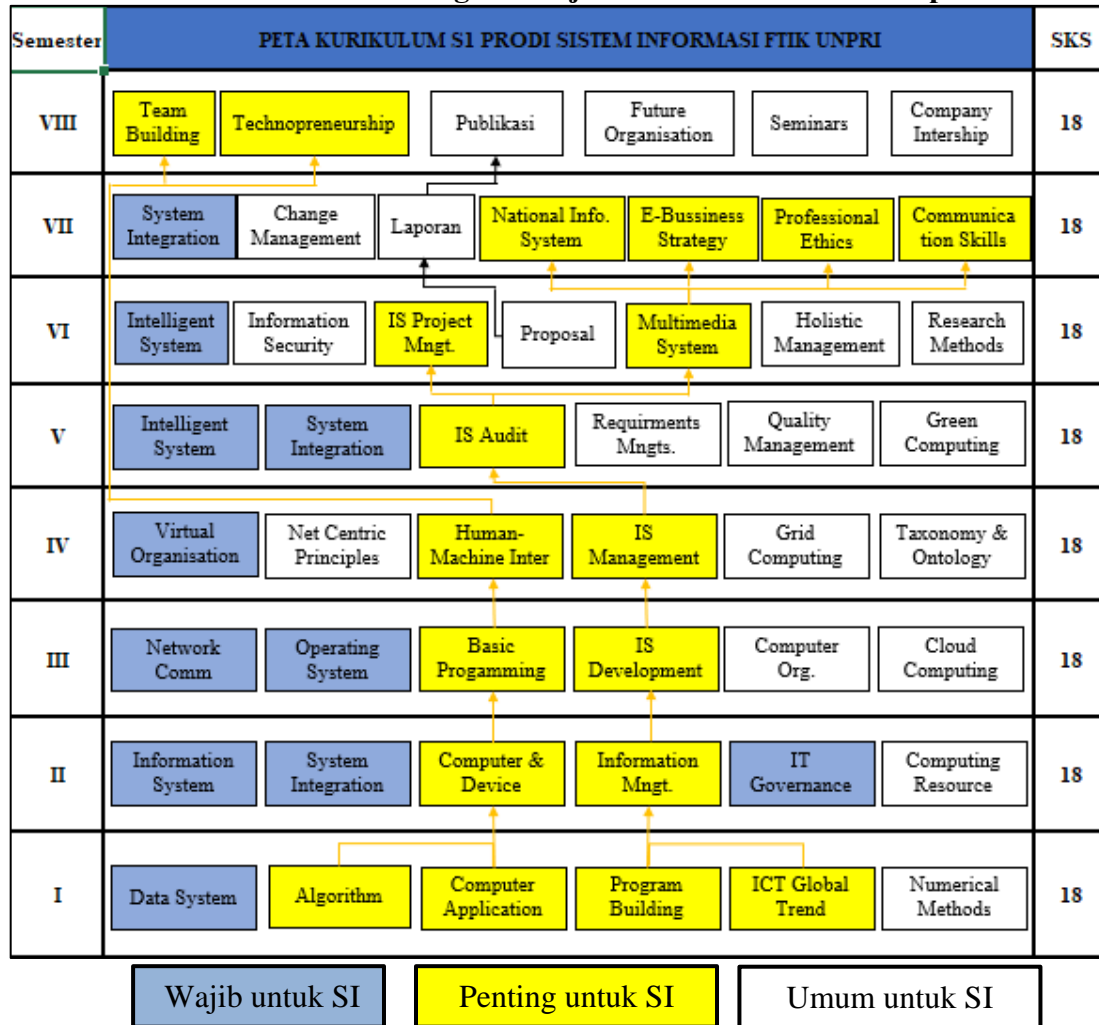 Semester
PETA KURIKULUM S1 PRODI SISTEM INFORMASI FTIK UNPRI
SKS
VIII
Team
Building
Technopreneurship
Publikasi
Future
Organisation
Seminars
Company
Intership
18
VII
System
Integration
Change
Management
Laporan
National Info.
System
E-Bussiness
Strategy
Professional
Ethics
Communica
tion Skills
18
VI
Intelligent
System
Information
Security
IS Project
Mngt.
Proposal
Multimedia
System
Holistic
Management
Research
Methods
18
V
Intelligent
System
System
Integration
IS Audit
Requirments
Mngts.
Quality
Management
Green
Computing
18
IV
Virtual
Organisation
Net Centric
Principles
Human-
Machine Inter
IS
Management
Grid
Computing
Taxonomy &
Ontology
18
III
Network
Comm
Operating
System
Basic
Progamming
IS
Development
Computer
Org.
Cloud
Computing
18
II
Information
System
System
Integration
Computer &
Device
Information
Mngt.
IT
Governance
Computing
Resource
18
I
Data System
Algorithm
Computer
Application
Program
Building
ICT Global
Trend
Numerical
Methods
18
Wajib untuk SI
Penting untuk SI
Umum untuk SI